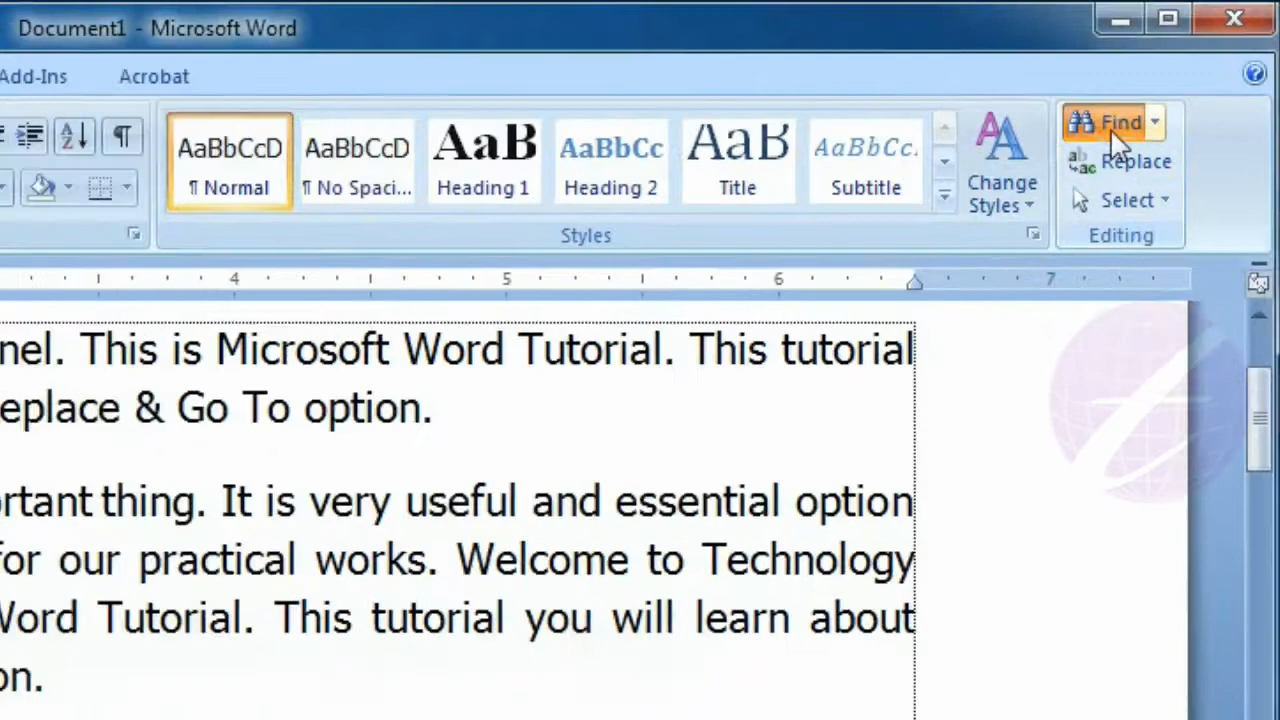 Document1 - Microsoft Word
Add-Ins Acrobat
AaBbCcD AaBbCcD AaB AaBbCc AaB AaBbCc.
¶ Normal ¶ No Spaci... Heading 1 Heading 2 Title Subtitle
Change
Styles
Find
Replace
Select
Styles
Editing
4 5 6 7
nel. This is Microsoft Word Tutorial. This tutorial
eplace & Go To option.
ortant thing. It is very useful and essential option
for our practical works. Welcome to Technology
Word Tutorial. This tutorial you will learn about
on.